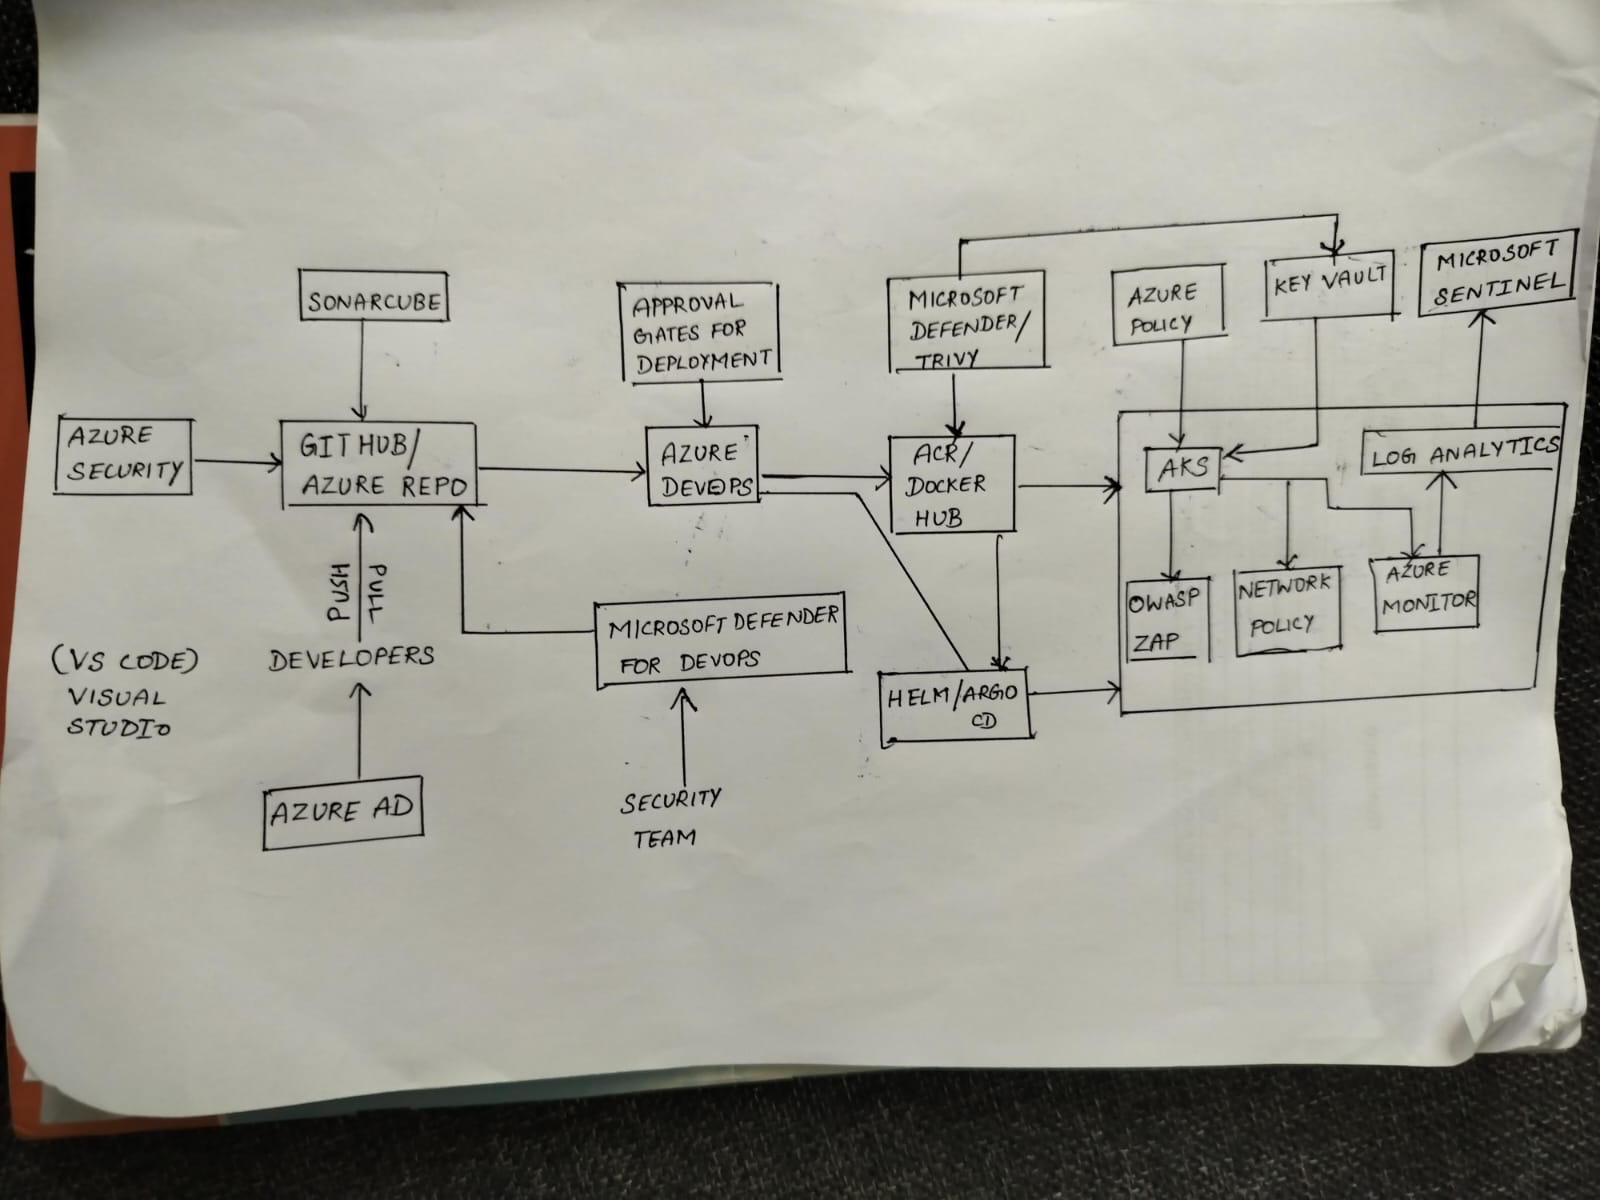 SONARCUBE
APPROVAL
GATES FOR
DEPLOYMENT
MICROSOFT
DEFENDER/
TRIVY
AZURE
POLICY
KEY VAULT
MICROSOFT
SENTINEL
AZURE
SECURITY
GITHUB/
AZURE REPO
AZURE
DEVOPS
ACR/
DOCKER
HUB
AKS
LOG ANALYTICS
PUSH
PULL
OWASP
ZAP
NETWORK
POLICY
AZURE
MONITOR
(VS CODE)
VISUAL
STUDIO
DEVELOPERS
MICROSOFT DEFENDER
FOR DEVOPS
HELM/ARGO
CD
AZURE AD
SECURITY
TEAM